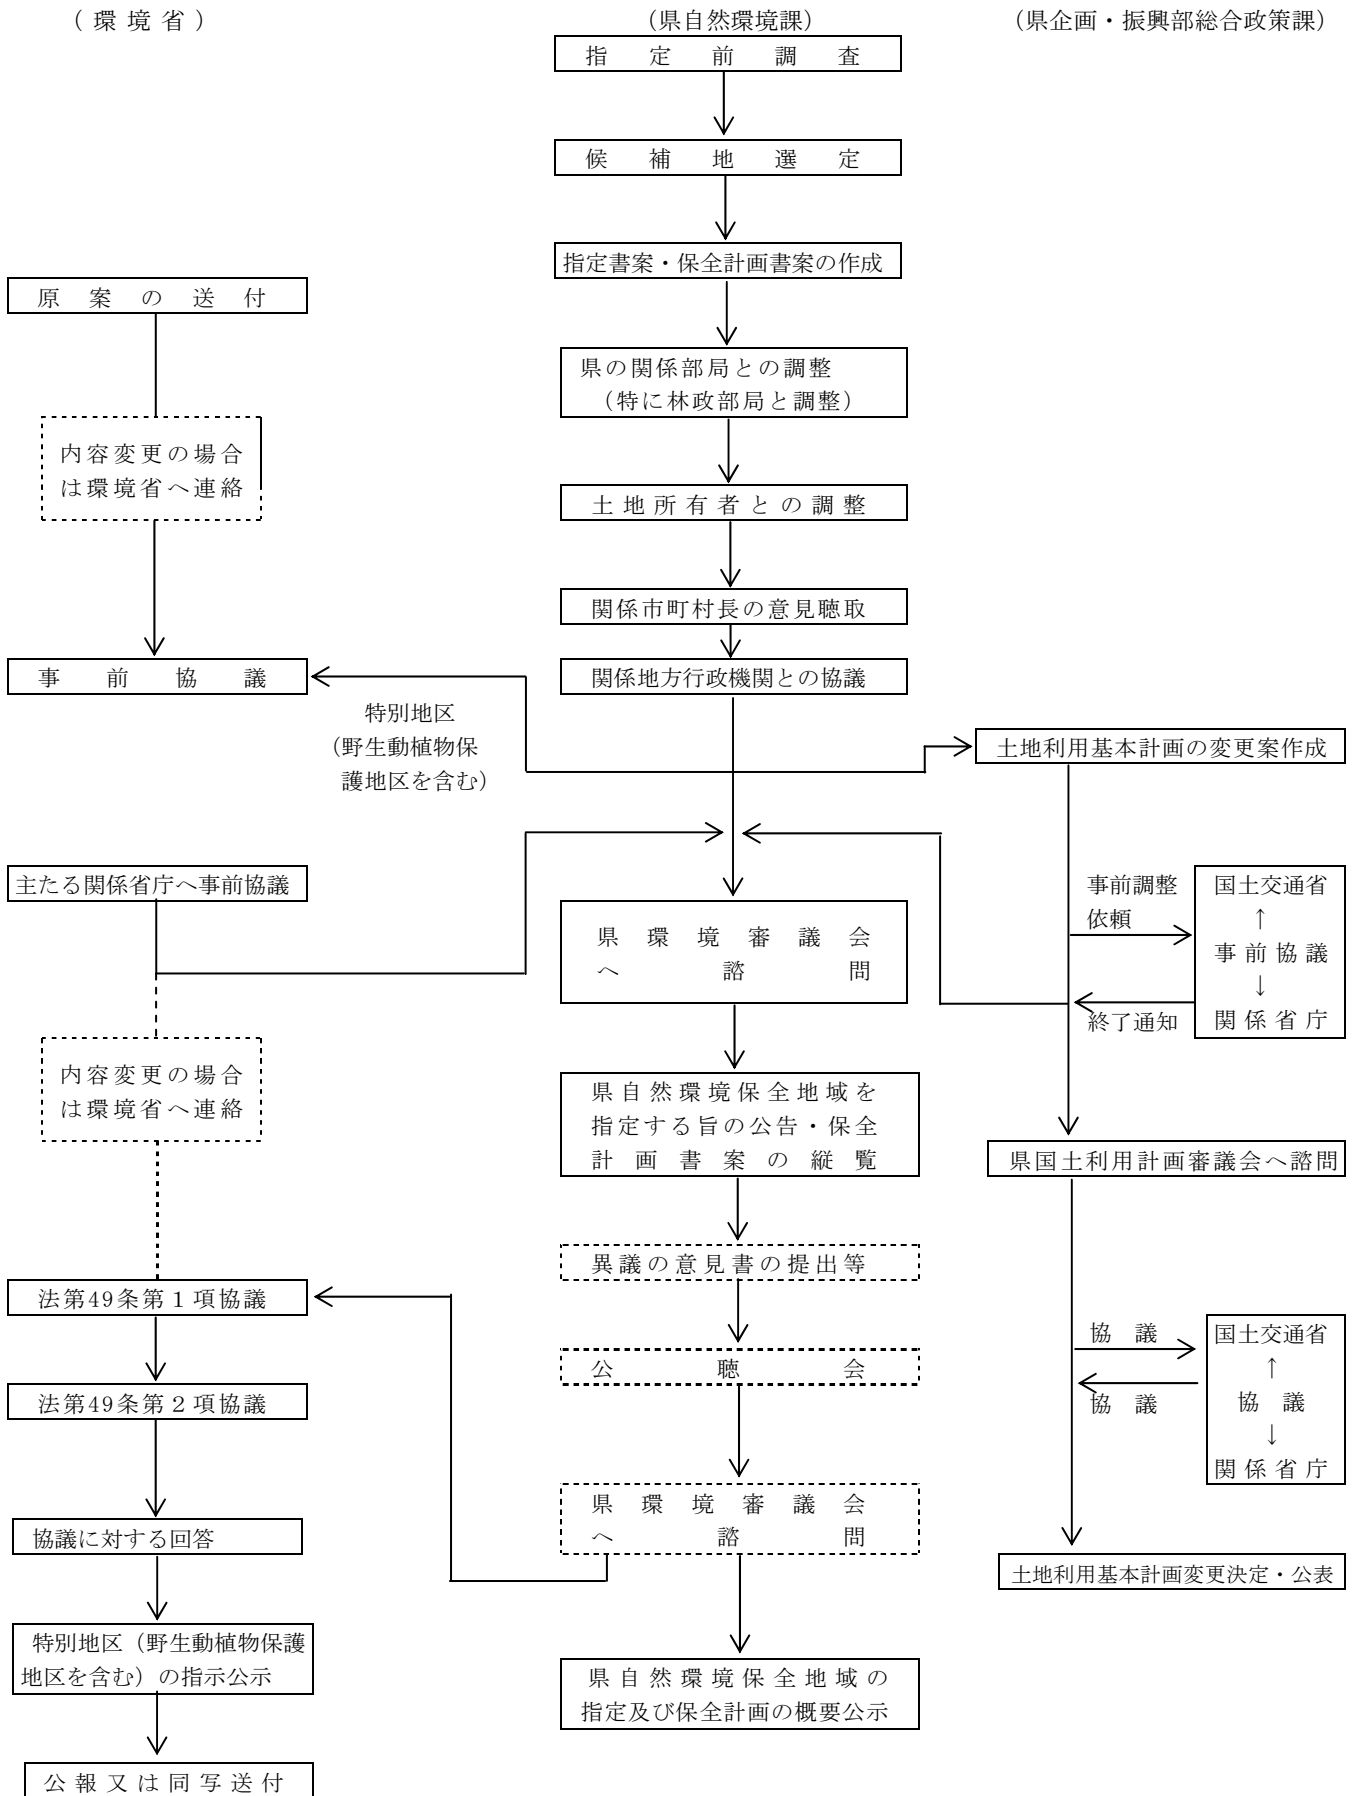 （環境省）
（県自然環境課）
（県企画・振興部総合政策課）
指定前調査
候補地選定
指定書案・保全計画書案の作成
原案の送付
県の関係部局との調整
（特に林政部局と調整）
内容変更の場合
は環境省へ連絡
土地所有者との調整
関係市町村長の意見聴取
事前協議
関係地方行政機関との協議
特別地区
（野生動植物保
護地区を含む）
土地利用基本計画の変更案作成
主たる関係省庁へ事前協議
県環境審議会
へ諮問
事前調整
依頼
国土交通省
↑
事前協議
↓
関係省庁
終了通知
内容変更の場合
は環境省へ連絡
県自然環境保全地域を
指定する旨の公告・保全
計画書案の縦覧
県国土利用計画審議会へ諮問
異議の意見書の提出等
法第49条第１項協議
公聴会
協議
協議
国土交通省
↑
協議
↓
関係省庁
法第49条第２項協議
県環境審議会
へ諮問
協議に対する回答
土地利用基本計画変更決定・公表
特別地区（野生動植物保護
地区を含む）の指示公示
県自然環境保全地域の
指定及び保全計画の概要公示
公報又は同写送付